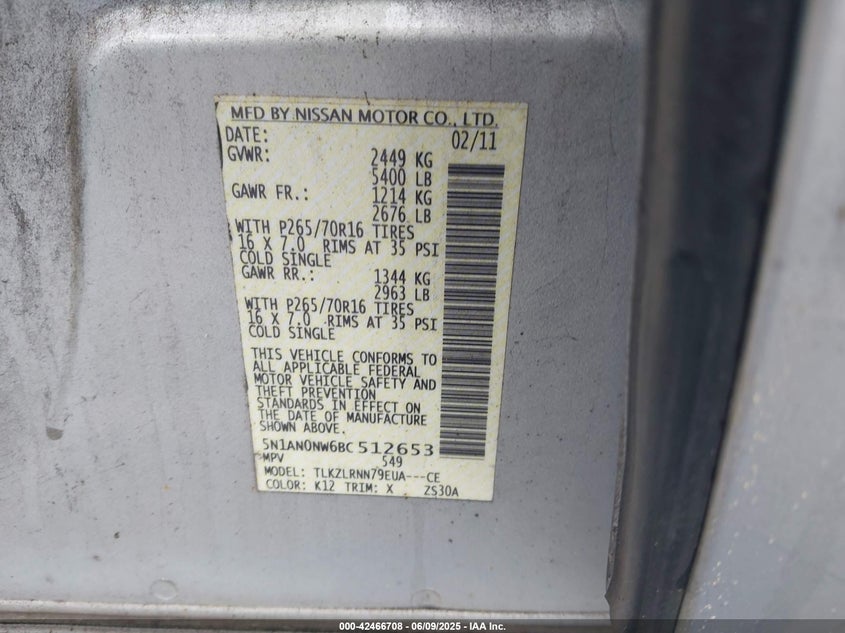 MFD BY NISSAN MOTOR CO., LTD.
DATE: 02/11
GVWR: 2449 KG
5400 LB
GAWR FR.: 1214 KG
2676 LB
WITH P265/70R16 TIRES
16 X 7.0 RIMS AT 35 PSI
COLD SINGLE
GAWR RR.: 1344 KG
2963 LB
WITH P265/70R16 TIRES
16 X 7.0 RIMS AT 35 PSI
COLD SINGLE
THIS VEHICLE CONFORMS TO
ALL APPLICABLE FEDERAL
MOTOR VEHICLE SAFETY AND
THEFT PREVENTION
STANDARDS IN EFFECT ON
THE DATE OF MANUFACTURE
SHOWN ABOVE.
5N1AN0NW6BC 512653
MPV 549
MODEL: TLKZLRNN79EUA---CE
COLOR: K12 TRIM: X ZS30A
000-42466708 - 06/09/2025 - IAA Inc.